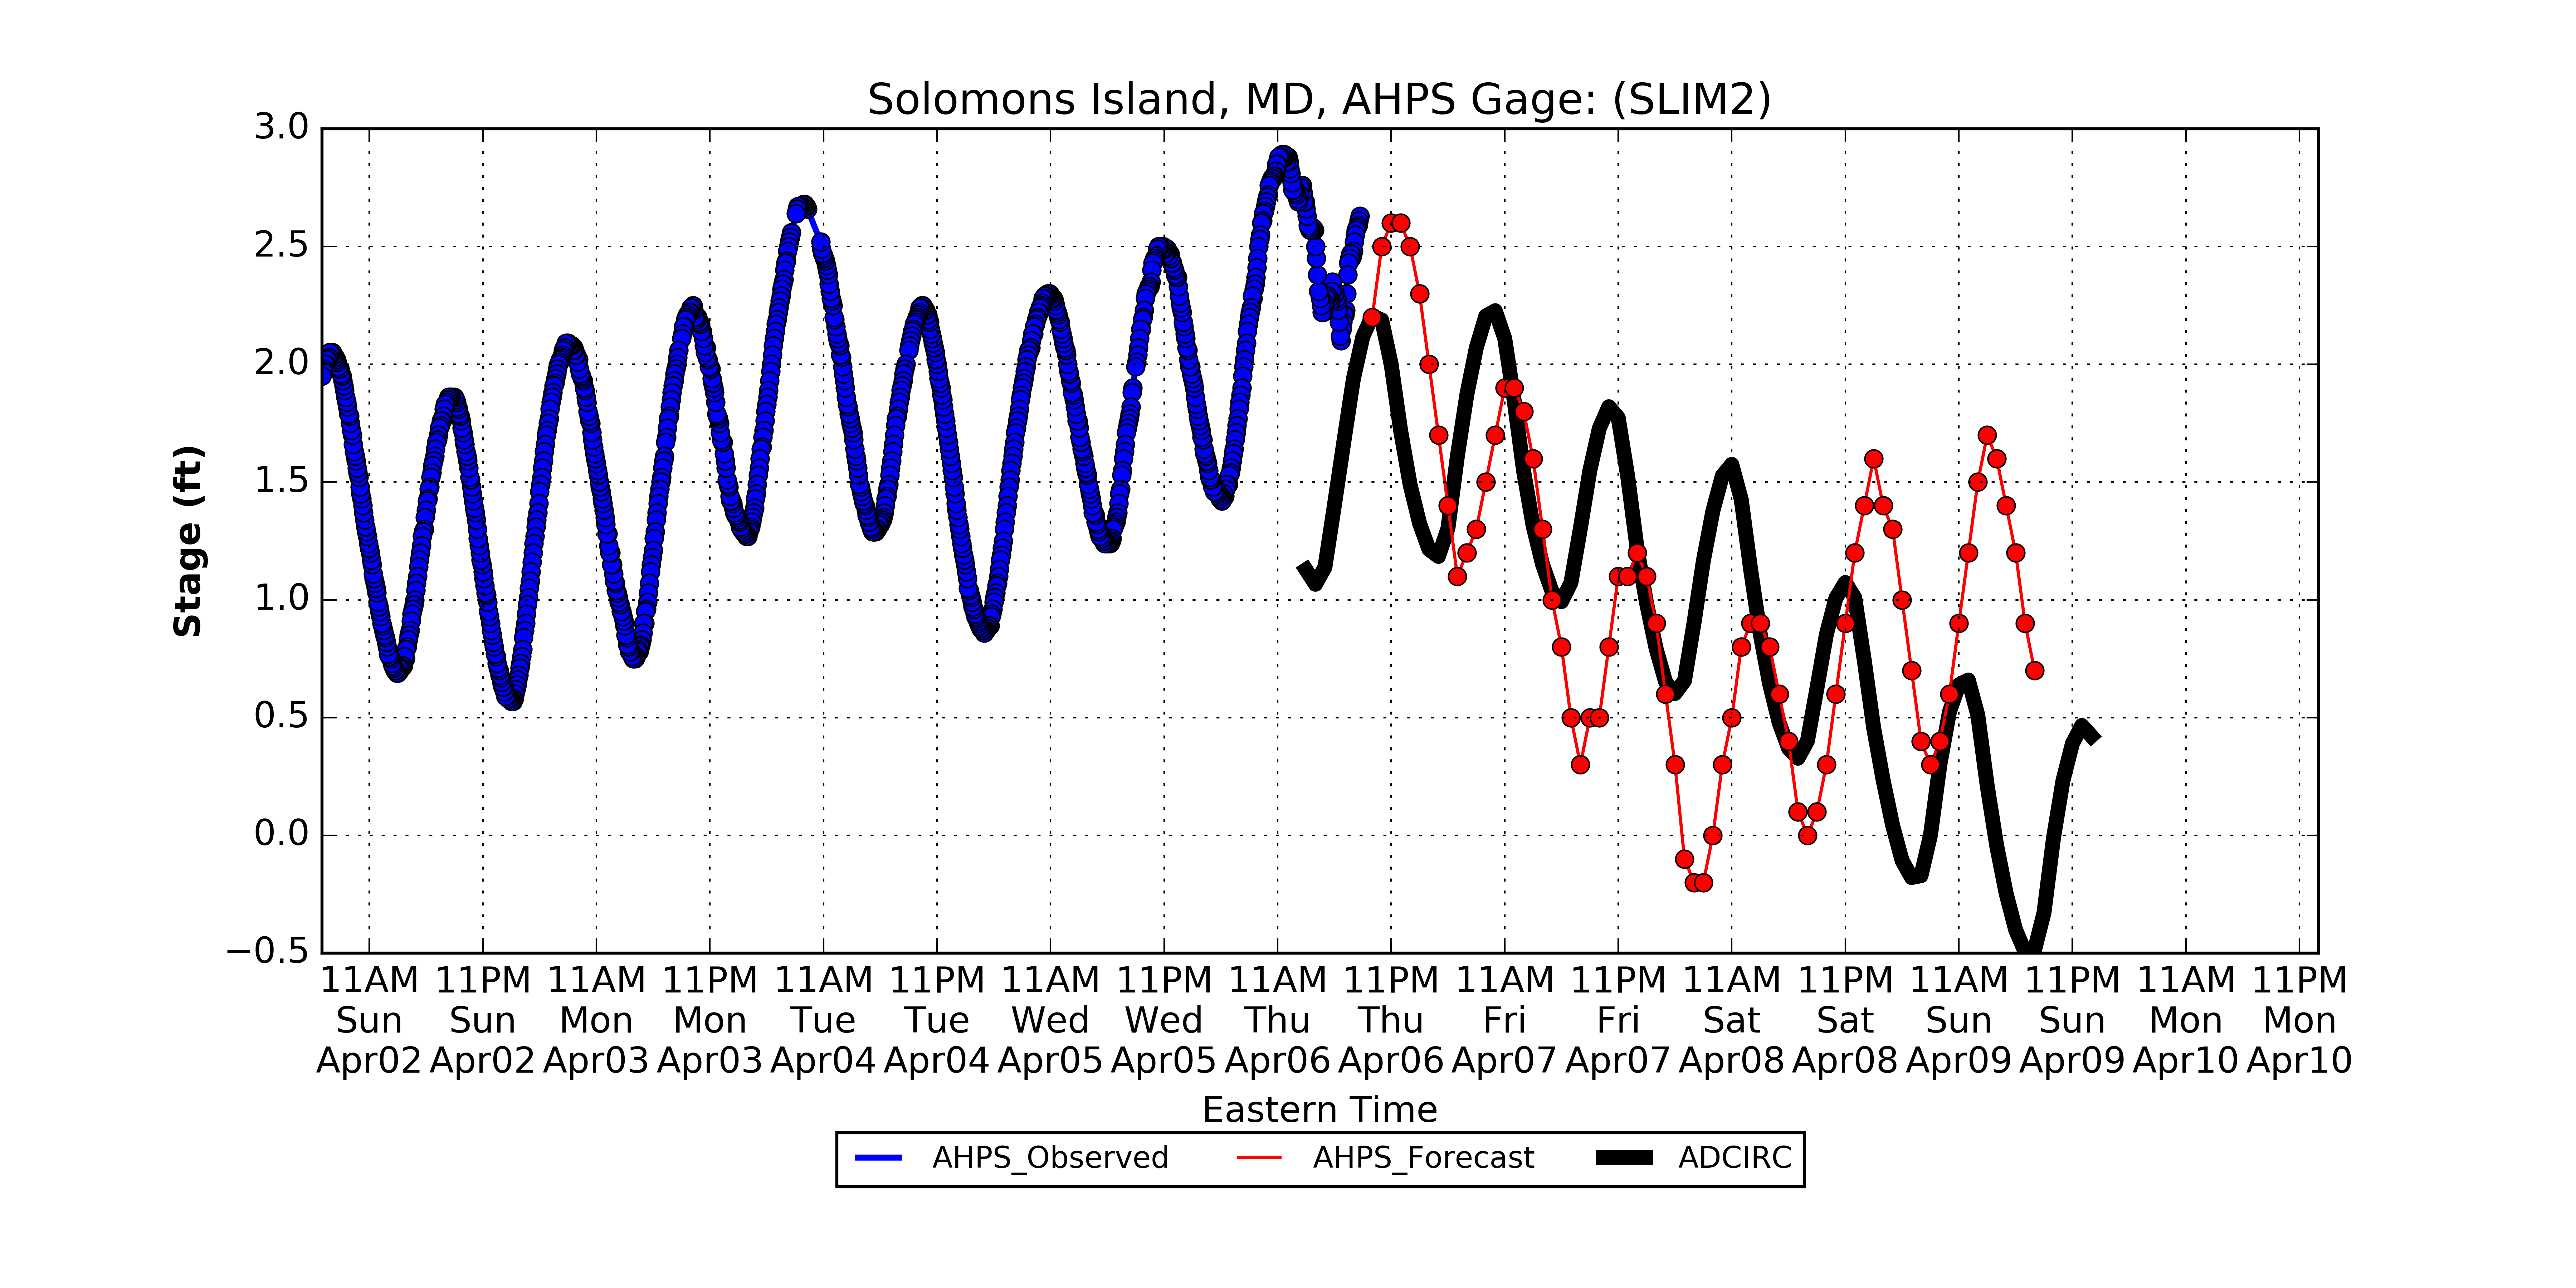 Solomons Island, MD, AHPS Gage: (SLIM2)
3.0
2.5
2.0
1.5
1.0
0.5
0.0
−0.5
Stage (ft)
11AM 11PM 11AM 11PM 11AM 11PM 11AM 11PM 11AM 11PM 11AM 11PM 11AM 11PM 11AM 11PM 11AM 11PM
Sun Sun Mon Mon Tue Tue Wed Wed Thu Thu Fri Fri Sat Sat Sun Sun Mon Mon
Apr02 Apr02 Apr03 Apr03 Apr04 Apr04 Apr05 Apr05 Apr06 Apr06 Apr07 Apr07 Apr08 Apr08 Apr09 Apr09 Apr10 Apr10
Eastern Time
AHPS_Observed AHPS_Forecast ADCIRC